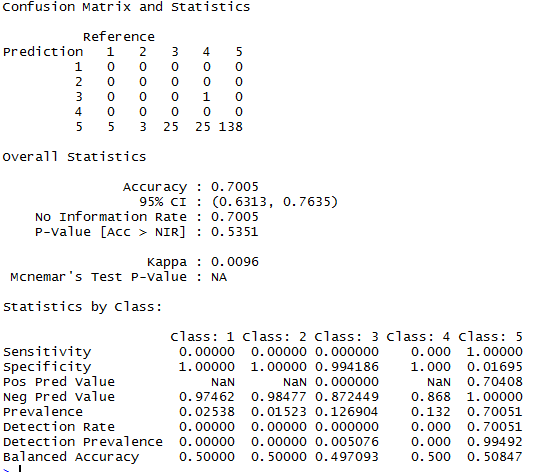 Confusion Matrix and Statistics
Reference
Prediction 1 2 3 4 5
1 0 0 0 0 0
2 0 0 0 0 0
3 0 0 0 1 0
4 0 0 0 0 0
5 5 3 25 25 138
Overall Statistics
Accuracy : 0.7005
95% CI : (0.6313, 0.7635)
No Information Rate : 0.7005
P-Value [Acc > NIR] : 0.5351
Kappa : 0.0096
Mcnemar's Test P-Value : NA
Statistics by Class:
Class: 1 Class: 2 Class: 3 Class: 4 Class: 5
Sensitivity 0.00000 0.00000 0.000000 0.000 1.00000
Specificity 1.00000 1.00000 0.994186 1.000 0.01695
Pos Pred Value NaN NaN 0.000000 NaN 0.70408
Neg Pred Value 0.97462 0.98477 0.872449 0.868 1.00000
Prevalence 0.02538 0.01523 0.126904 0.132 0.70051
Detection Rate 0.00000 0.00000 0.000000 0.000 0.70051
Detection Prevalence 0.00000 0.00000 0.005076 0.000 0.99492
Balanced Accuracy 0.50000 0.50000 0.497093 0.500 0.50847
>